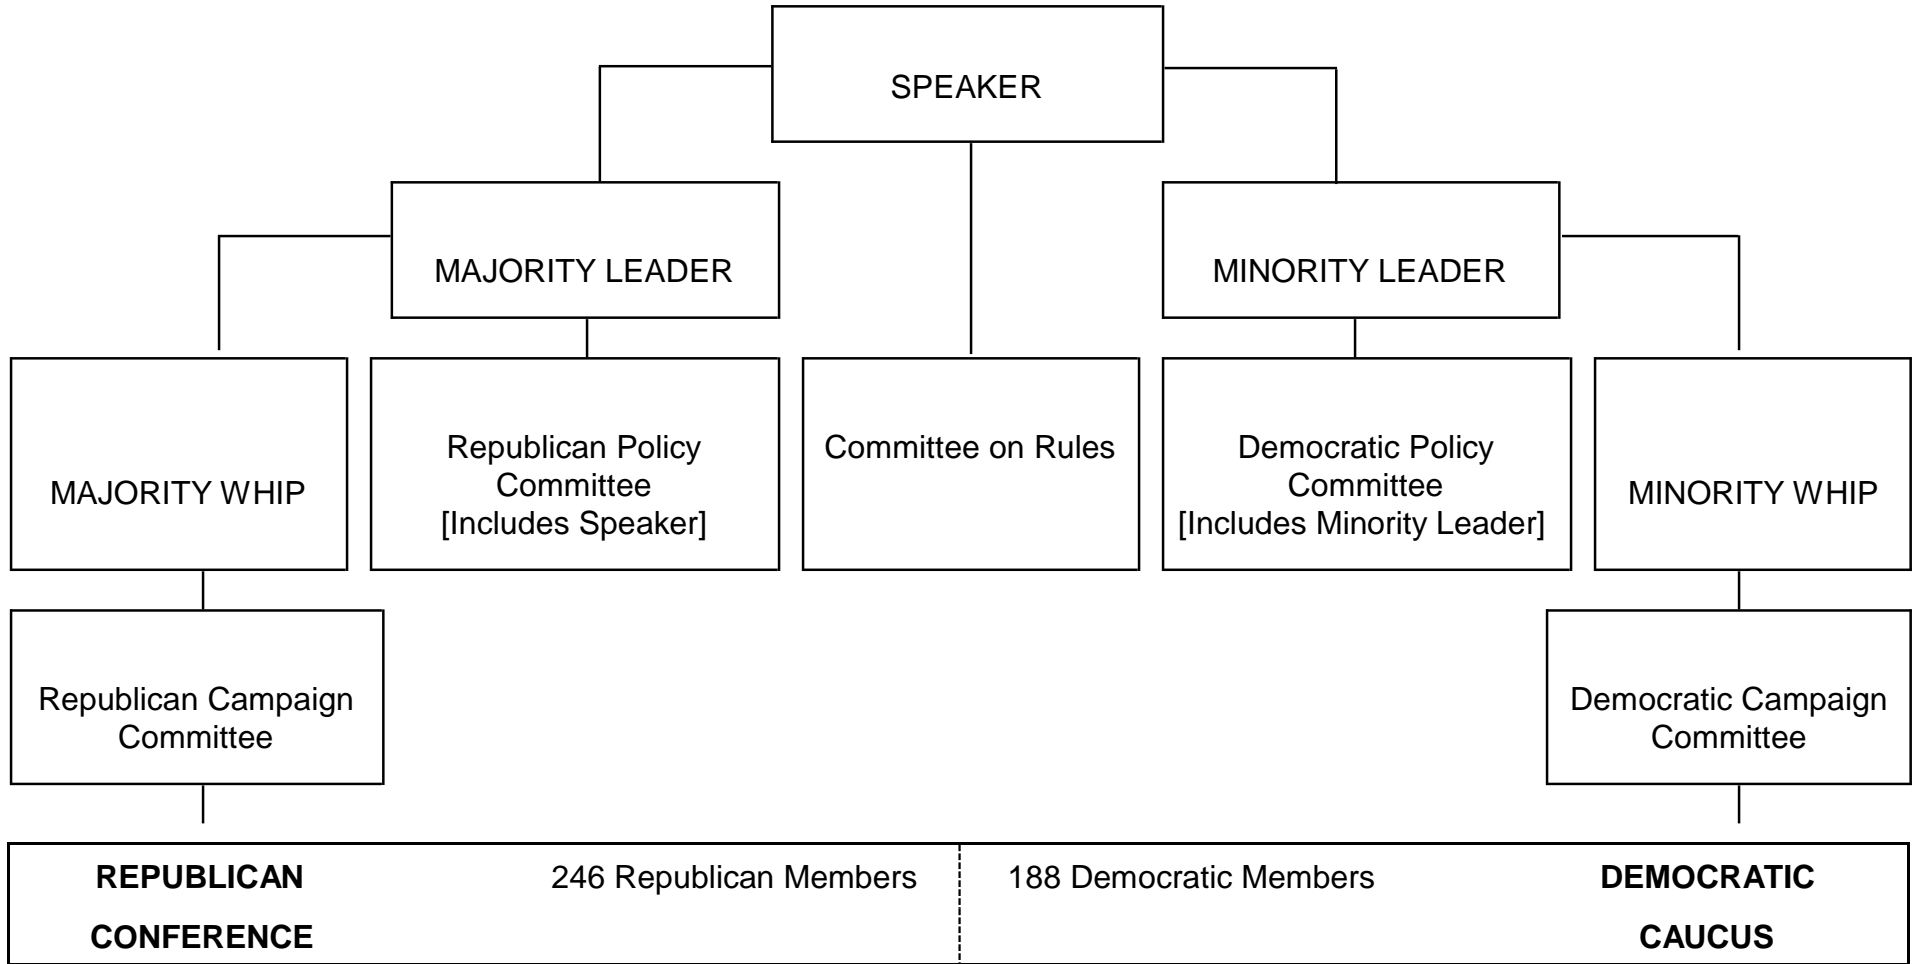 SPEAKER
MAJORITY LEADER
MINORITY LEADER
MAJORITY WHIP
Republican Policy
Committee
[Includes Speaker]
Committee on Rules
Democratic Policy
Committee
[Includes Minority Leader]
MINORITY WHIP
Republican Campaign
Committee
Democratic Campaign
Committee
REPUBLICAN
CONFERENCE
246 Republican Members
188 Democratic Members
DEMOCRATIC
CAUCUS